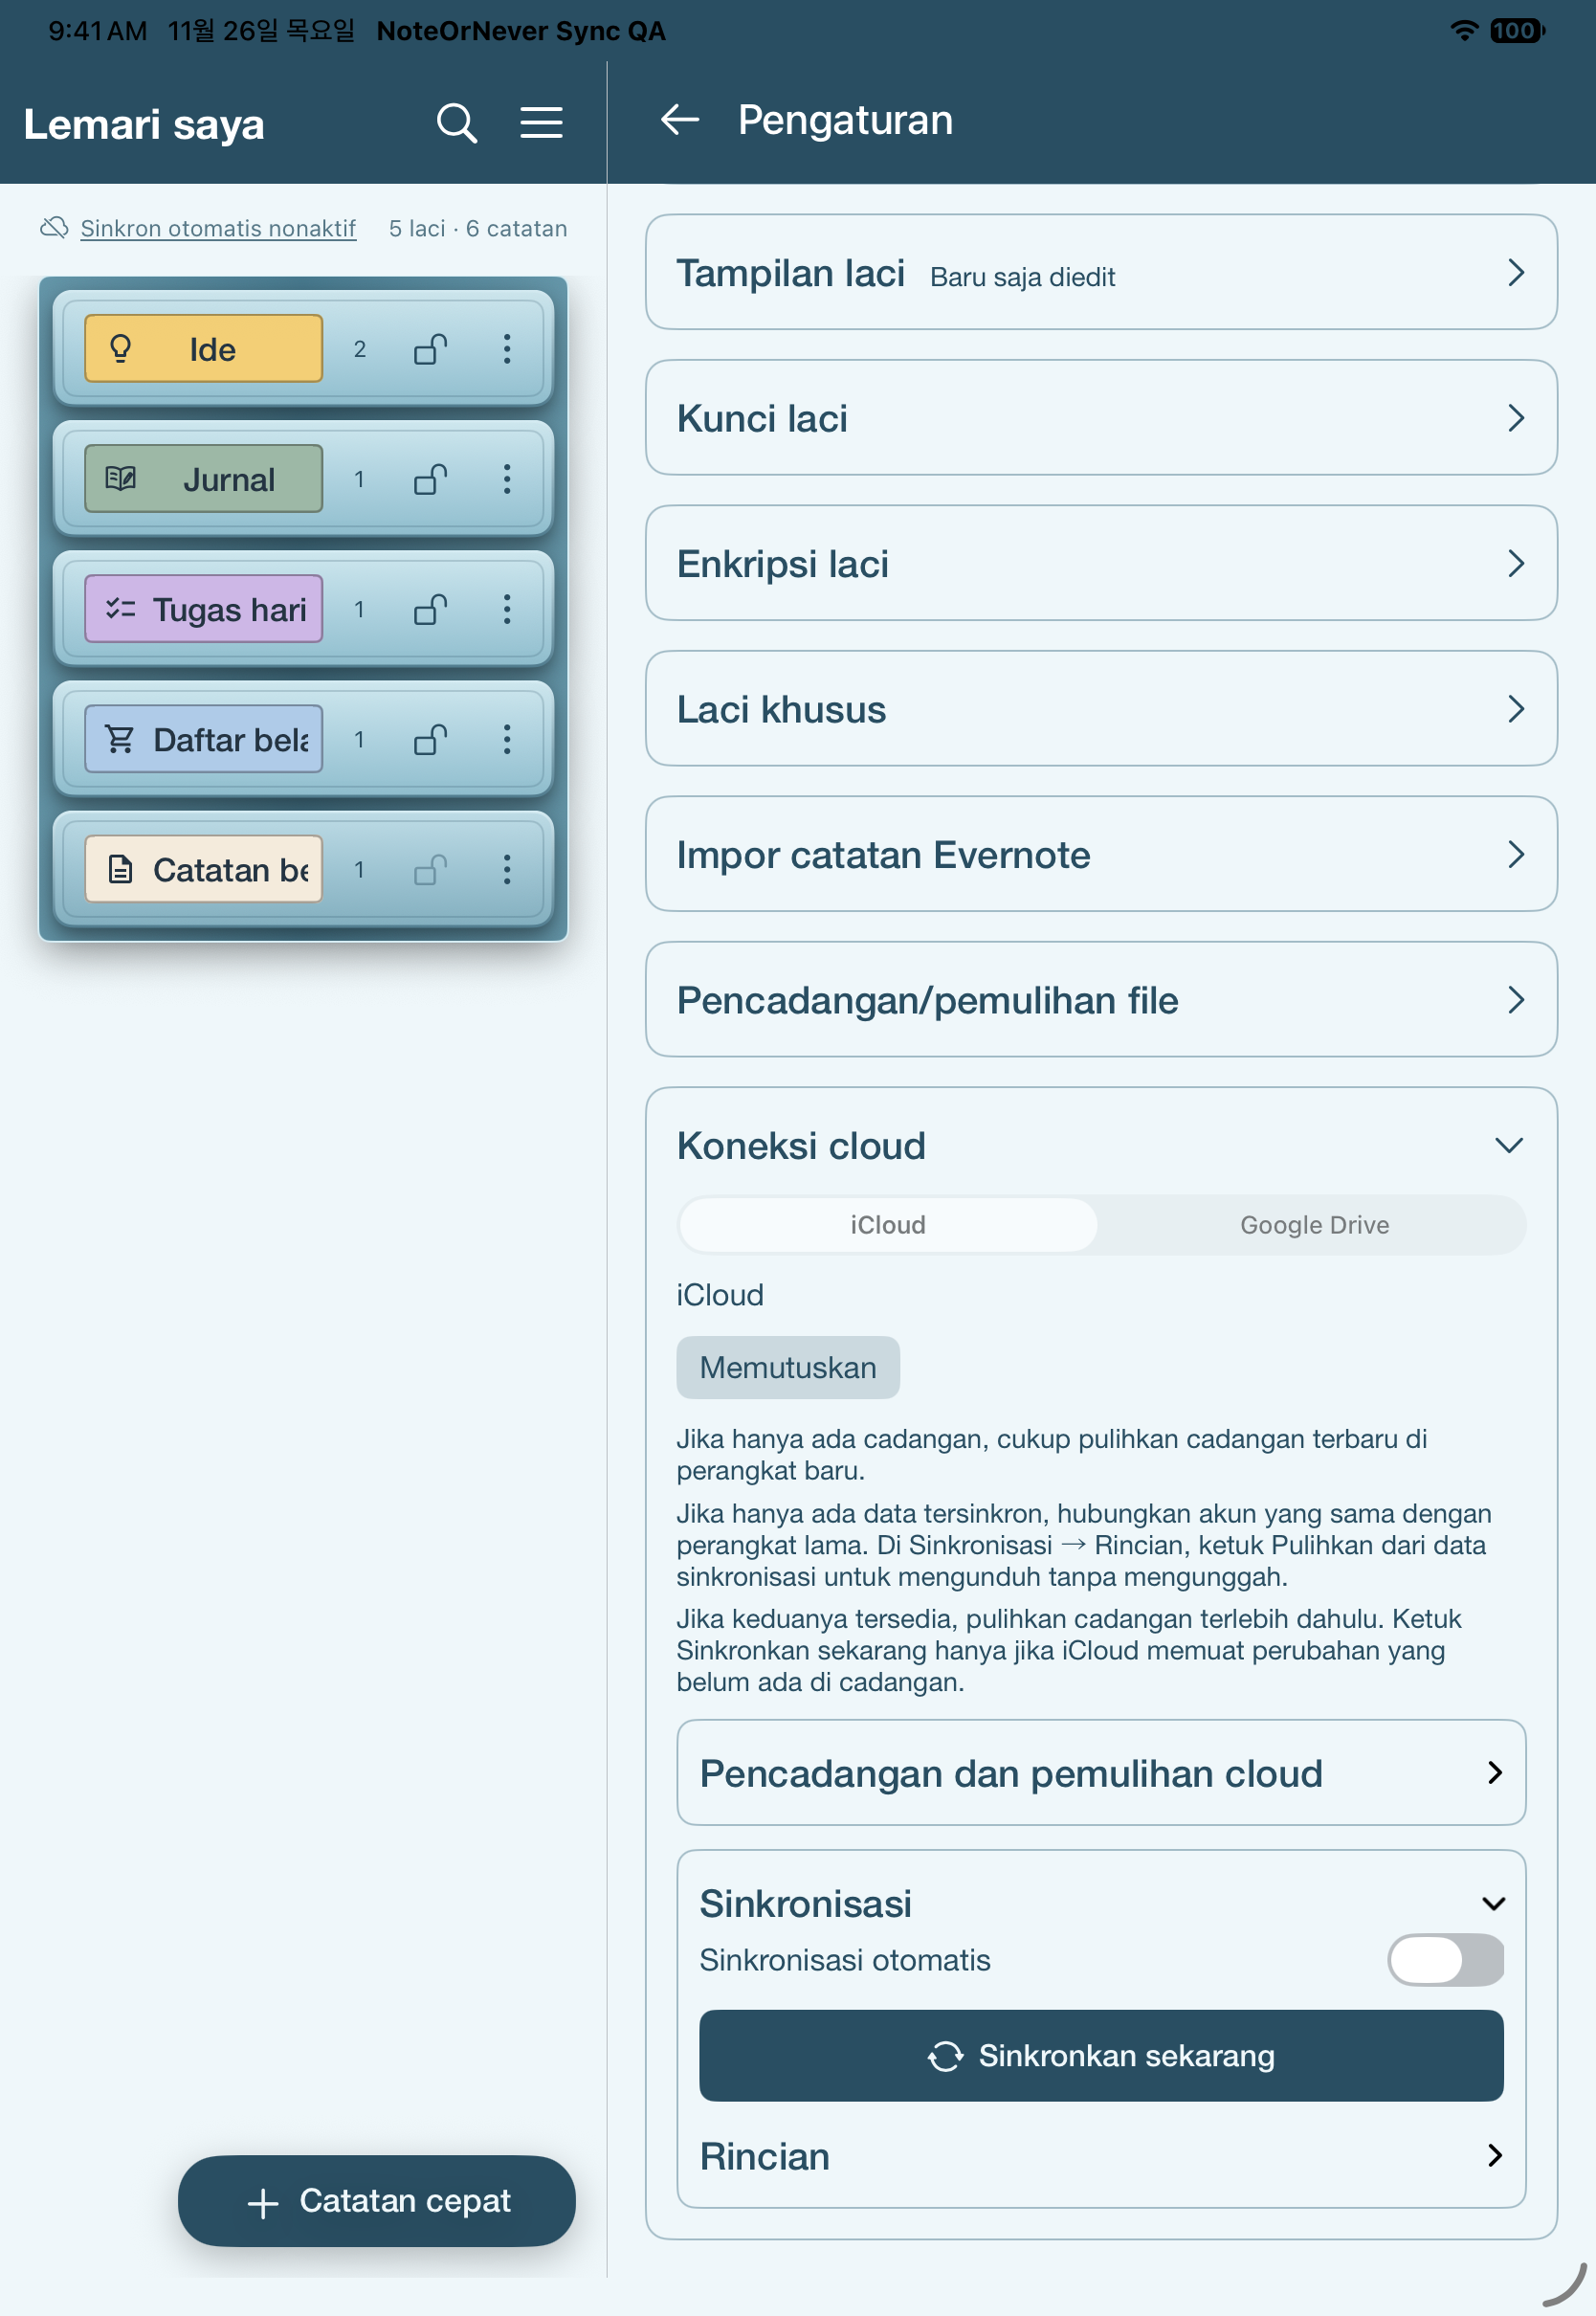 9:41 AM 11월 26일 목요일 NoteOrNever Sync QA
100
Lemari saya
Sinkron otomatis nonaktif 5 laci · 6 catatan
Ide 2
Jurnal 1
Tugas hari 1
Daftar bela 1
Catatan be 1
+ Catatan cepat
← Pengaturan
Tampilan laci Baru saja diedit
Kunci laci
Enkripsi laci
Laci khusus
Impor catatan Evernote
Pencadangan/pemulihan file
Koneksi cloud
iCloud Google Drive
iCloud
Memutuskan
Jika hanya ada cadangan, cukup pulihkan cadangan terbaru di
perangkat baru.
Jika hanya ada data tersinkron, hubungkan akun yang sama dengan
perangkat lama. Di Sinkronisasi → Rincian, ketuk Pulihkan dari data
sinkronisasi untuk mengunduh tanpa mengunggah.
Jika keduanya tersedia, pulihkan cadangan terlebih dahulu. Ketuk
Sinkronkan sekarang hanya jika iCloud memuat perubahan yang
belum ada di cadangan.
Pencadangan dan pemulihan cloud
Sinkronisasi
Sinkronisasi otomatis
Sinkronkan sekarang
Rincian